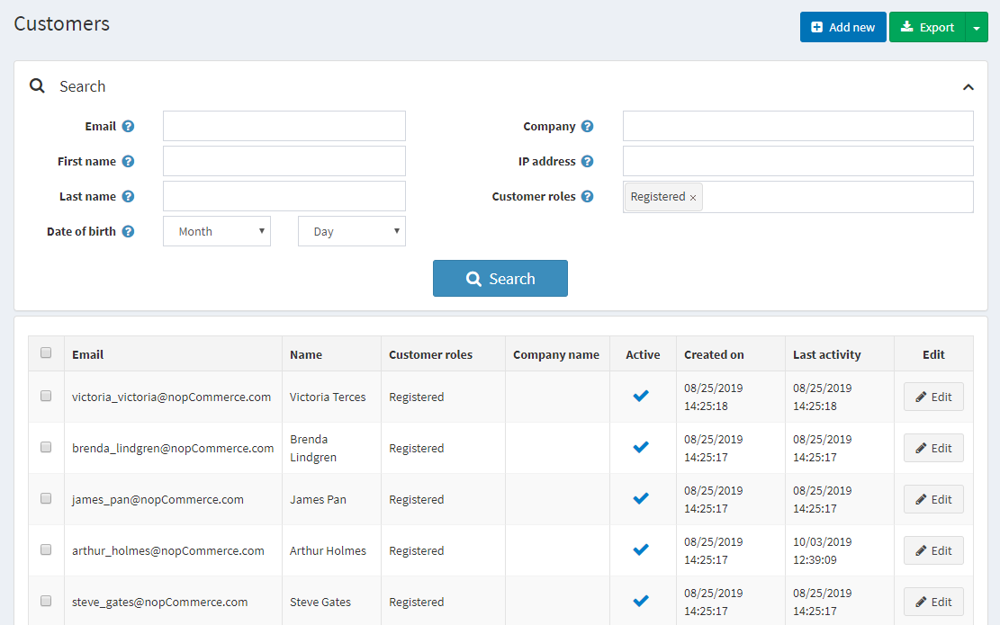 Customers
Add new
Export
Search
Email ?
Company ?
First name ?
IP address ?
Last name ?
Customer roles ?
Registered ×
Date of birth ?
Month
Day
Search
Email Name Customer roles Company name Active Created on Last activity Edit
victoria_victoria@nopCommerce.com Victoria Terces Registered 08/25/2019 14:25:18 08/25/2019 14:25:18 Edit
brenda_lindgren@nopCommerce.com Brenda Lindgren Registered 08/25/2019 14:25:17 08/25/2019 14:25:17 Edit
james_pan@nopCommerce.com James Pan Registered 08/25/2019 14:25:17 08/25/2019 14:25:17 Edit
arthur_holmes@nopCommerce.com Arthur Holmes Registered 08/25/2019 14:25:17 10/03/2019 12:39:09 Edit
steve_gates@nopCommerce.com Steve Gates Registered 08/25/2019 14:25:17 08/25/2019 14:25:17 Edit